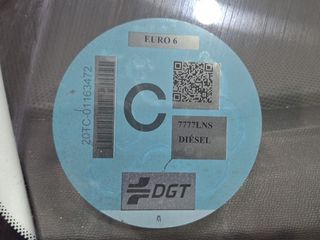 EURO 6
20TC-01163472
C
7777LNS
DIÉSEL
DGT